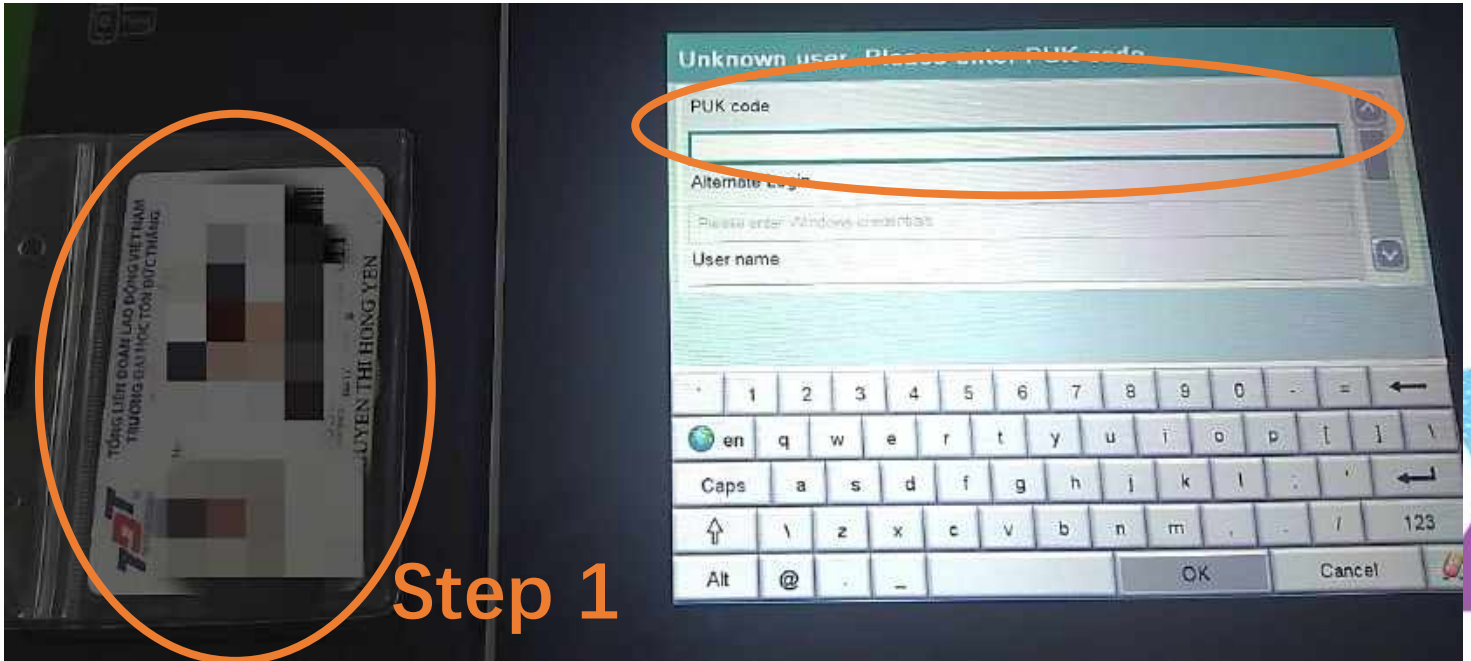 TỔNG LIÊN ĐOÀN LAO ĐỘNG VIỆT NAM
TRƯỜNG ĐẠI HỌC TÔN ĐỨC THẮNG
UYEN THI HONG YEN
TDT
Step 1
Unknown user. Please enter PUK code
PUK code
Alternate Login
Please enter Windows credentials
User name
` 1 2 3 4 5 6 7 8 9 0 - =
en q w e r t y u i o p [ ] \
Caps a s d f g h j k l ; '
\ z x c v b n m , . / 123
Alt @ . _ OK Cancel